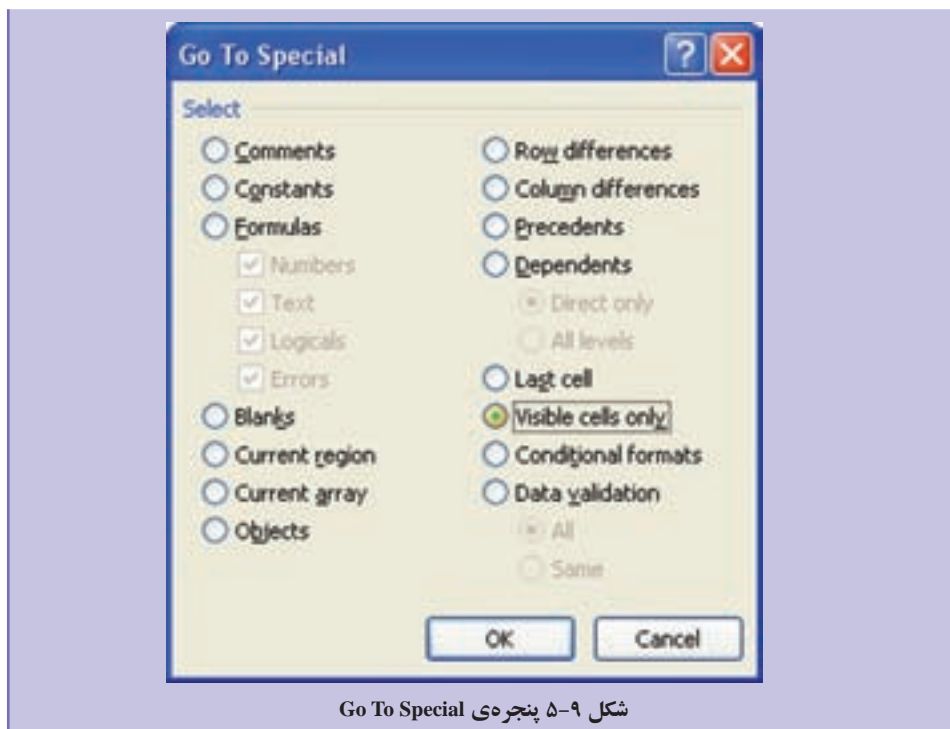 Go To Special
Select
Comments
Constants
Formulas
Numbers
Text
Logicals
Errors
Blanks
Current region
Current array
Objects
Row differences
Column differences
Precedents
Dependents
Direct only
All levels
Last cell
Visible cells only
Conditional formats
Data validation
All
Same
OK
Cancel
شکل ۹-۵ پنجره‌ی Go To Special